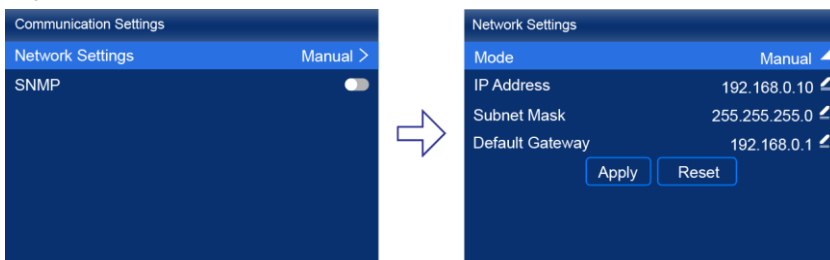 Communication Settings
Network Settings Manual >
SNMP
Network Settings
Mode Manual
IP Address 192.168.0.10
Subnet Mask 255.255.255.0
Default Gateway 192.168.0.1
Apply Reset